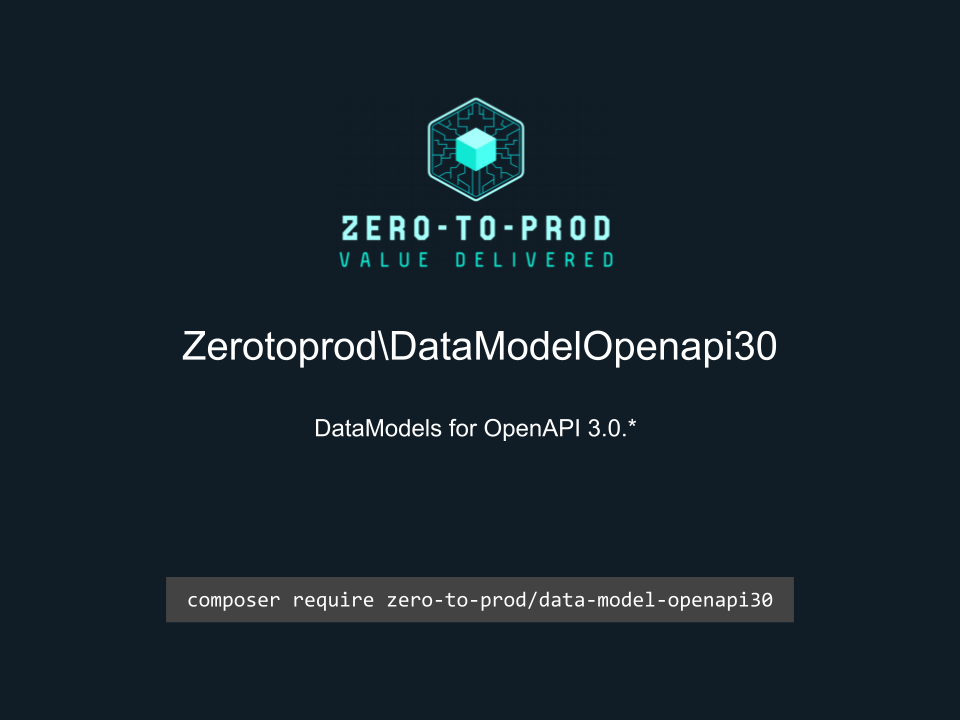 ZERO-TO-PROD
VALUE DELIVERED
Zerotoprod\DataModelOpenapi30
DataModels for OpenAPI 3.0.*
composer require zero-to-prod/data-model-openapi30